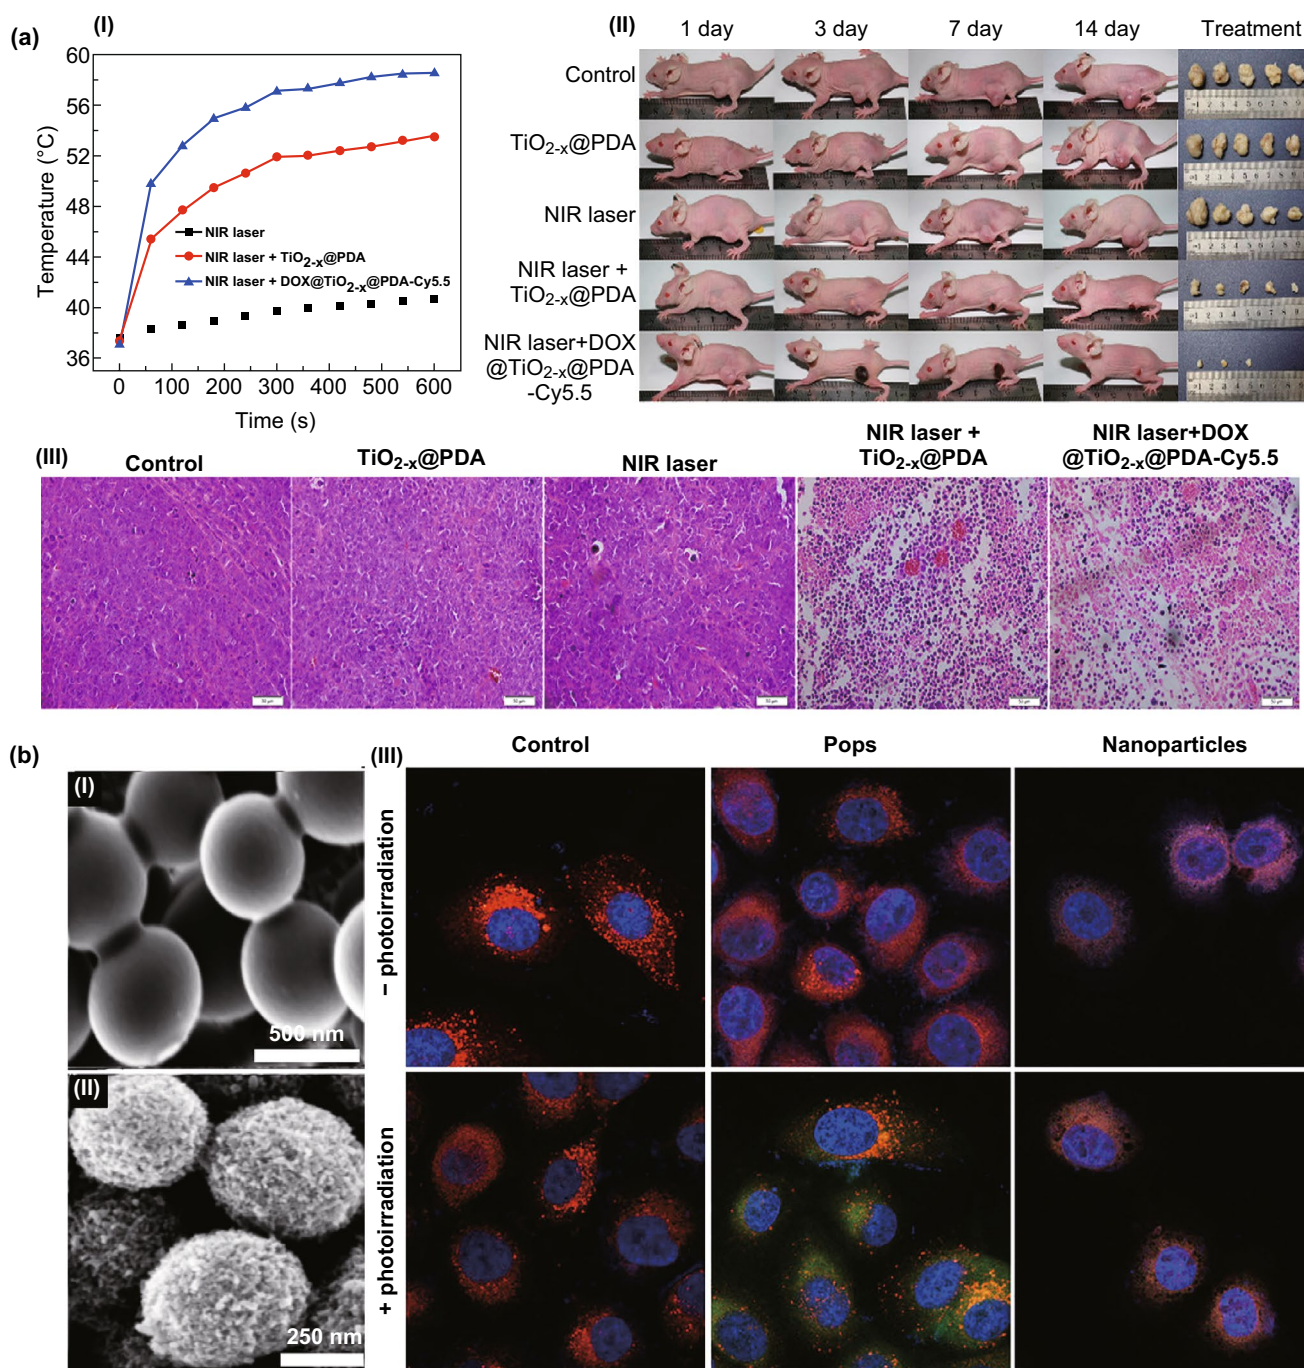 (a)
(I)
60
56
52
48
44
40
36
Temperature (°C)
NIR laser
NIR laser + TiO2-x@PDA
NIR laser + DOX@TiO2-x@PDA-Cy5.5
0 100 200 300 400 500 600
Time (s)
(II)
1 day 3 day 7 day 14 day Treatment
Control
TiO2-x@PDA
NIR laser
NIR laser +
TiO2-x@PDA
NIR laser+DOX
@TiO2-x@PDA
-Cy5.5
(III)
Control
TiO2-x@PDA
NIR laser
NIR laser +
TiO2-x@PDA
NIR laser+DOX
@TiO2-x@PDA-Cy5.5
(b)
(I)
500 nm
(II)
250 nm
(III)
Control Pops Nanoparticles
– photoirradiation
+ photoirradiation